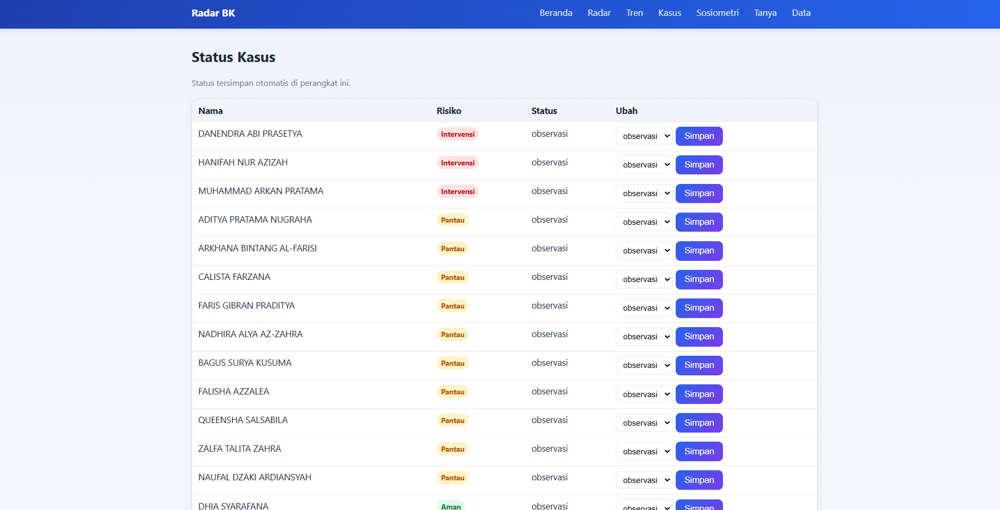 Radar BK Beranda Radar Tren Kasus Sosiometri Tanya Data
Status Kasus
Status tersimpan otomatis di perangkat ini.
Nama Risiko Status Ubah
DANENDRA ABI PRASETYA Intervensi observasi observasi Simpan
HANIFAH NUR AZIZAH Intervensi observasi observasi Simpan
MUHAMMAD ARKAN PRATAMA Intervensi observasi observasi Simpan
ADITYA PRATAMA NUGRAHA Pantau observasi observasi Simpan
ARKHANA BINTANG AL-FARISI Pantau observasi observasi Simpan
CALISTA FARZANA Pantau observasi observasi Simpan
FARIS GIBRAN PRADITYA Pantau observasi observasi Simpan
NADHIRA ALYA AZ-ZAHRA Pantau observasi observasi Simpan
BAGUS SURYA KUSUMA Pantau observasi observasi Simpan
FALISHA AZZALEA Pantau observasi observasi Simpan
QUEENSHA SALSABILA Pantau observasi observasi Simpan
ZALFA TALITA ZAHRA Pantau observasi observasi Simpan
NAUFAL DZAKI ARDIANSYAH Pantau observasi observasi Simpan
DHIA SYARAFANA Aman observasi observasi Simpan